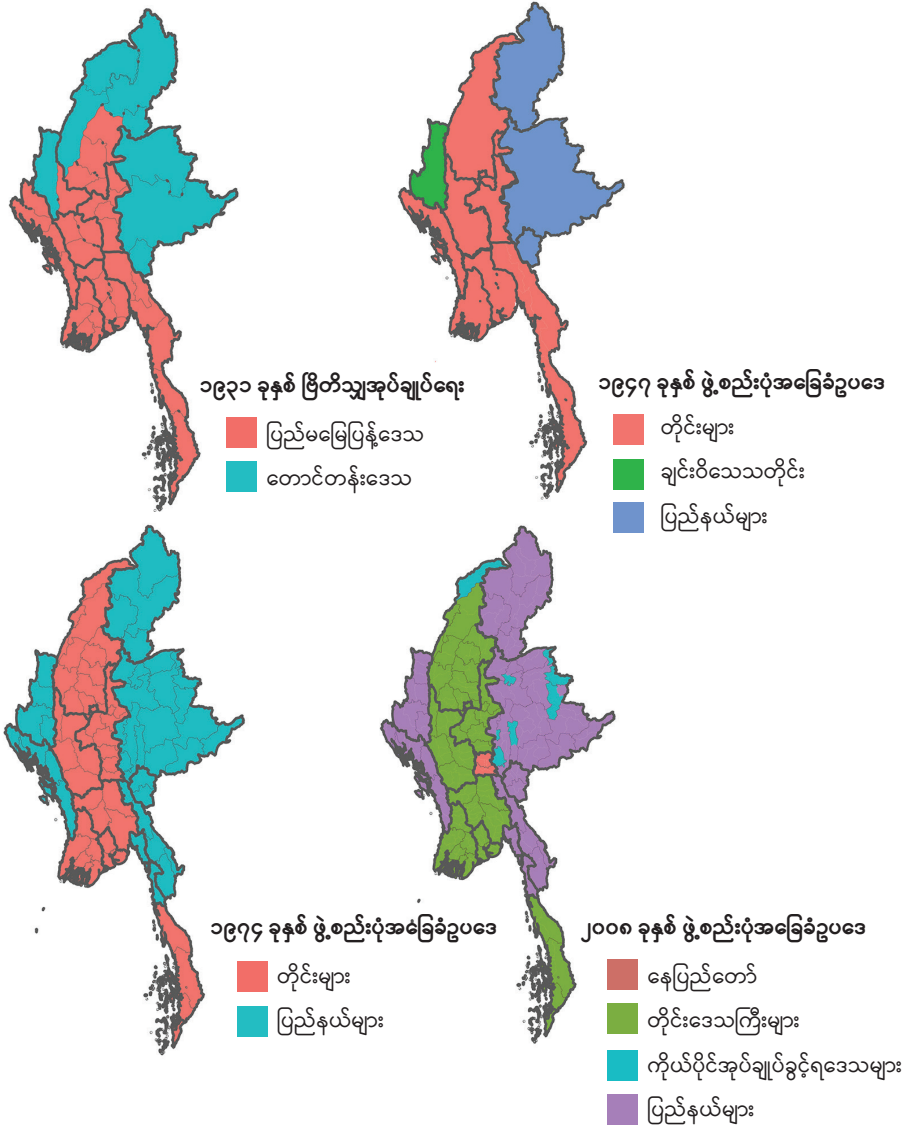 ၁၉၃၁ ခုနှစ် ဗြိတိသျှအုပ်ချုပ်ရေး
ပြည်မမြေပြန့်ဒေသ
တောင်တန်းဒေသ
၁၉၄၇ ခုနှစ် ဖွဲ့စည်းပုံအခြေခံဥပဒေ
တိုင်းများ
ချင်းဝိသေသတိုင်း
ပြည်နယ်များ
၁၉၇၄ ခုနှစ် ဖွဲ့စည်းပုံအခြေခံဥပဒေ
တိုင်းများ
ပြည်နယ်များ
၂၀၀၈ ခုနှစ် ဖွဲ့စည်းပုံအခြေခံဥပဒေ
နေပြည်တော်
တိုင်းဒေသကြီးများ
ကိုယ်ပိုင်အုပ်ချုပ်ခွင့်ရဒေသများ
ပြည်နယ်များ